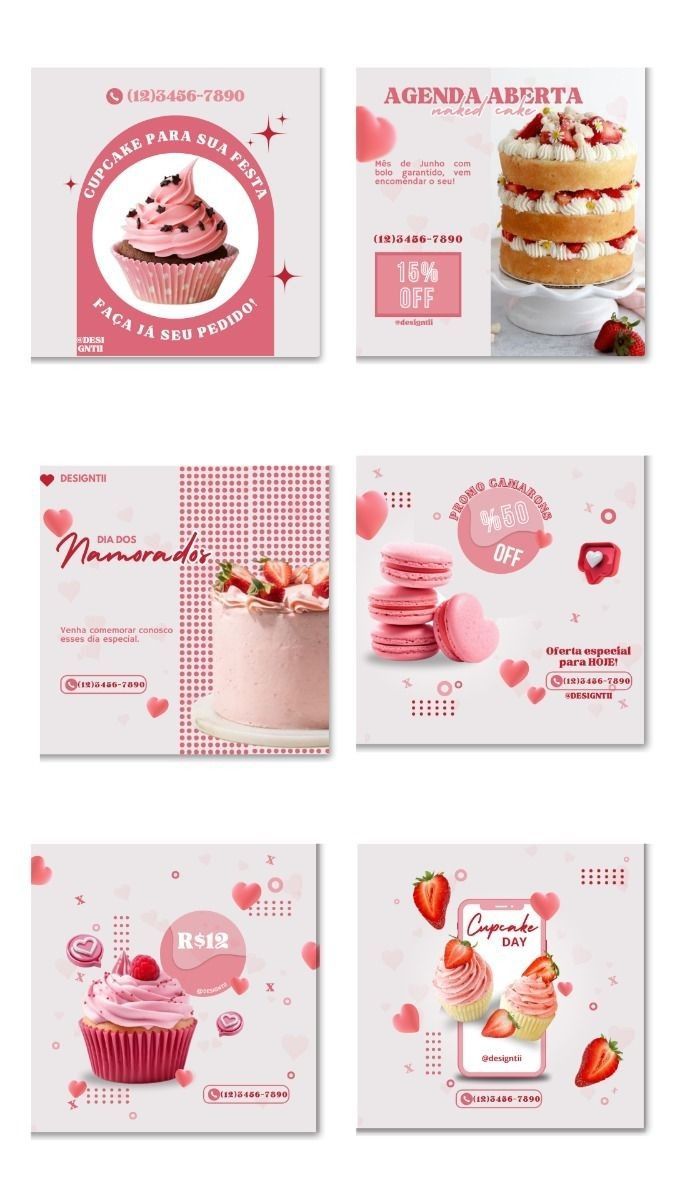 (12)3456-7890
CUPCAKE PARA SUA FESTA
FAÇA JÁ SEU PEDIDO!
@DESI
GNTII
AGENDA ABERTA
naked cake
Mês de Junho com
bolo garantido, vem
encomendar o seu!
(12)3456-7890
15%
OFF
@designtii
DESIGNTII
DIA DOS
Namorados
Venha comemorar conosco
esses dia especial.
(12)3456-7890
PROMO CAMARONS
%50
OFF
Oferta especial
para HOJE!
(12)3456-7890
@DESIGNTII
R$12
@DESIGNTII
(12)3456-7890
Cupcake
DAY
@designtii
(12)3456-7890